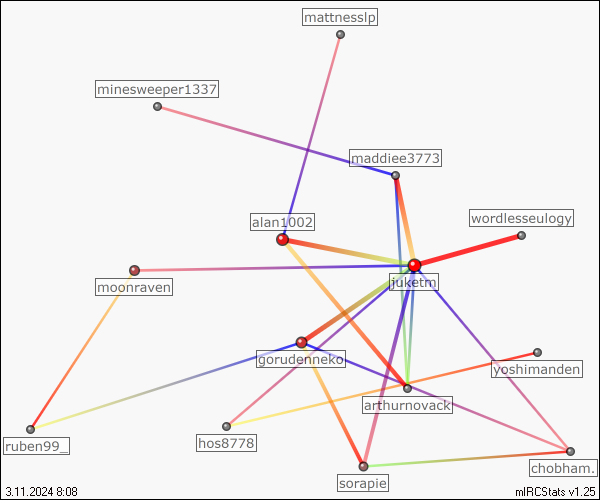 mattnesslp
minesweeper1337
maddiee3773
alan1002
wordlesseulogy
moonraven
juketn
gorudenneko
yoshimanden
arthurnovack
ruben99_
hos8778
chobham.
sorapie
3.11.2024 8:08
mIRCStats v1.25